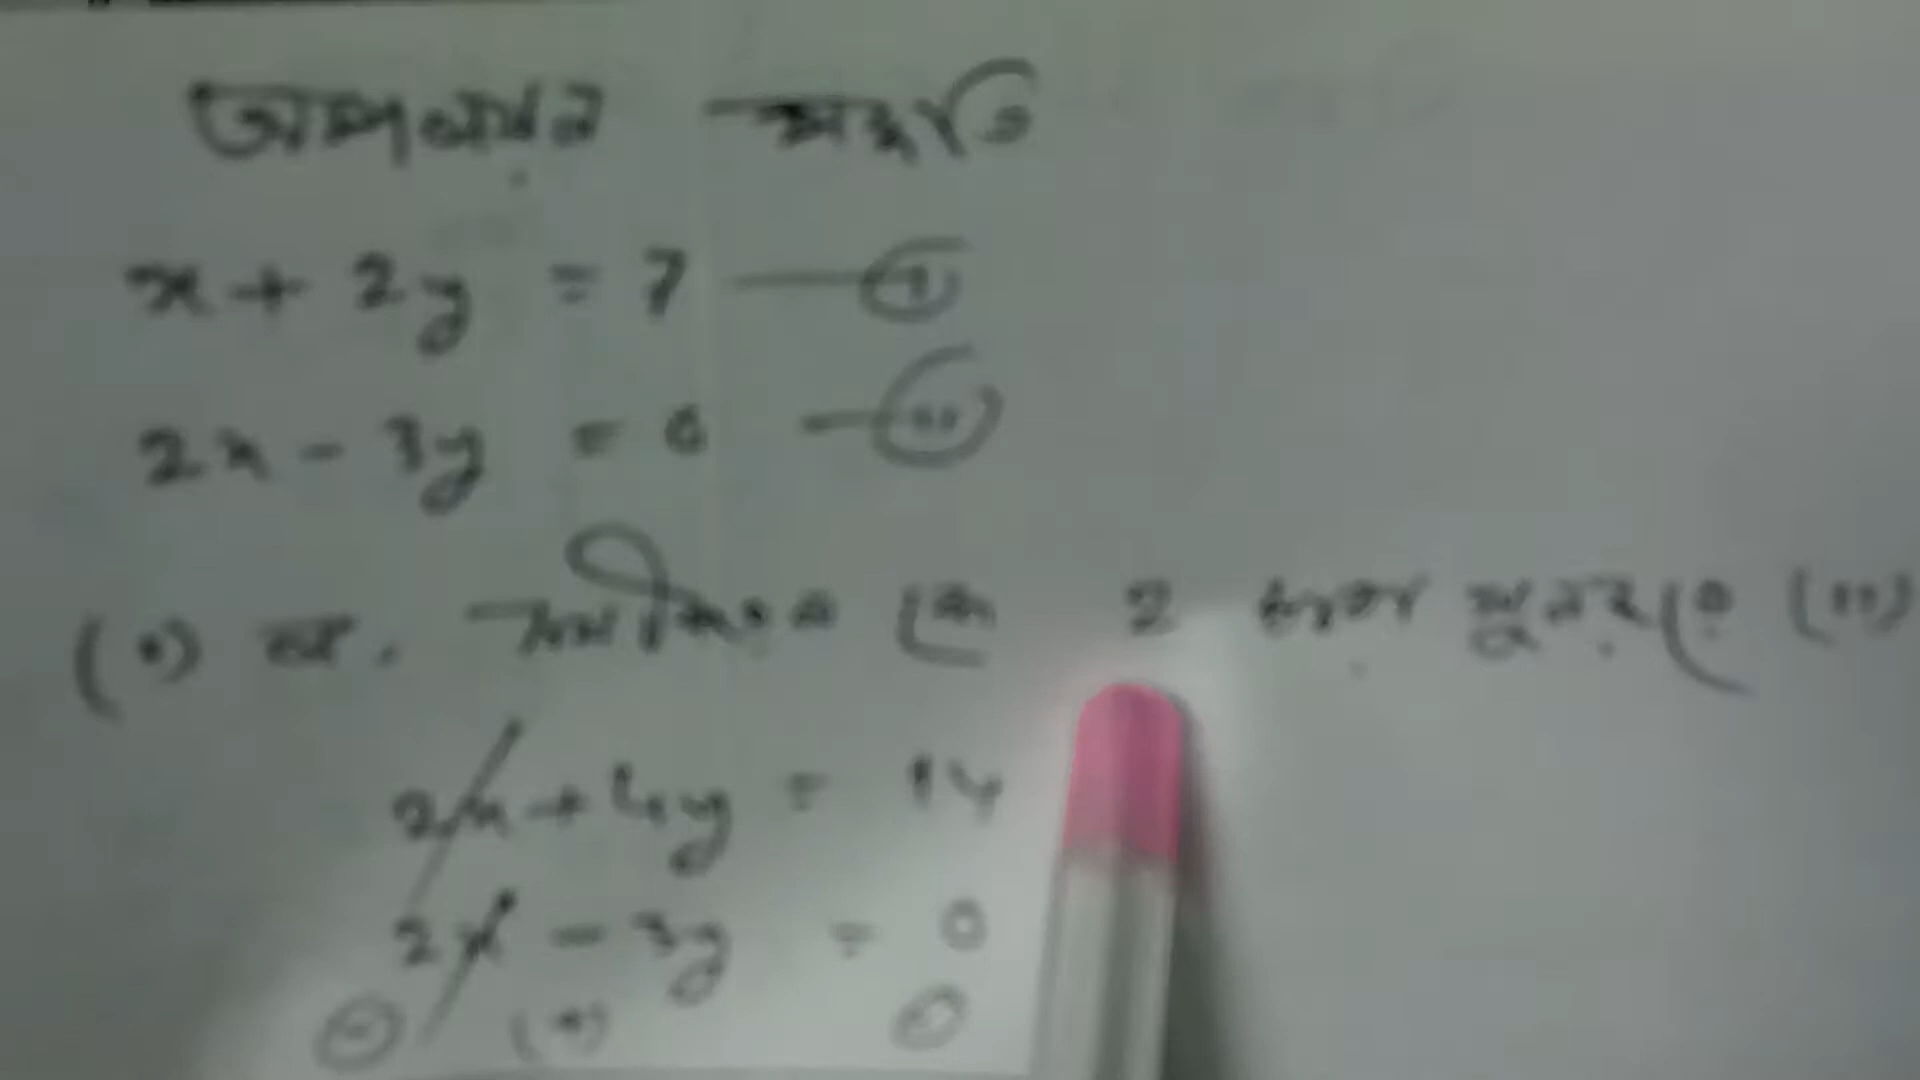 অপনয়ন পদ্ধতি
x + 2y = 7 —(i)
2x - 3y = 0 —(ii)
(i) নং সমীকরণ কে 2 দ্বারা গুন করে (ii)
2x + 4y = 14
2x - 3y = 0
(-) (+) (-)